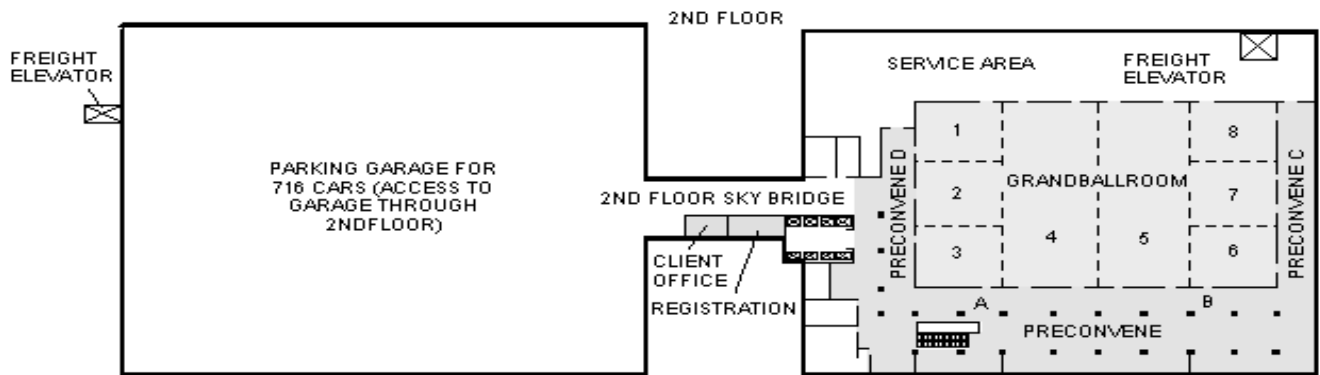 2ND FLOOR
FREIGHT
ELEVATOR
SERVICE AREA
FREIGHT
ELEVATOR
PARKING GARAGE FOR
716 CARS (ACCESS TO
GARAGE THROUGH
2NDFLOOR)
2ND FLOOR SKY BRIDGE
CLIENT
OFFICE
REGISTRATION
PRECONVENE D
1
2
3
GRANDBALLROOM
4
5
8
7
6
PRECONVENE C
A
B
PRECONVENE